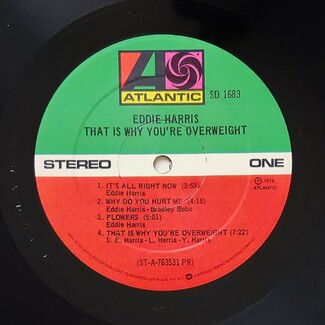 ATLANTIC
SD 1683
EDDIE HARRIS
THAT IS WHY YOU'RE OVERWEIGHT
STEREO
ONE
1. IT'S ALL RIGHT NOW (3:53)
Eddie Harris
2. WHY DO YOU HURT ME (4:15)
Eddie Harris-Bradley Bobo
3. FLOWERS (5:01)
Eddie Harris
4. THAT IS WHY YOU'RE OVERWEIGHT (7:22)
S. E. Harris-L. Harris-Y. Harris
℗ 1976
ATLANTIC
(ST-A-763531 PR)